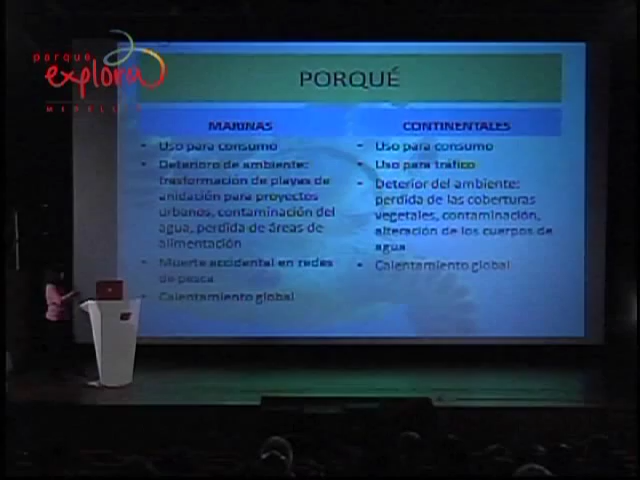 parque
explora
MEDELLÍN
PORQUÉ
MARINAS
• Uso para consumo
• Deterioro de ambiente:
trasformación de playas de
anidación para proyectos
urbanos, contaminación del
agua, perdida de áreas de
alimentación
• Muerte accidental en redes
de pesca
• Calentamiento global
CONTINENTALES
• Uso para consumo
• Uso para tráfico
• Deterior del ambiente:
perdida de las coberturas
vegetales, contaminación,
alteración de los cuerpos de
agua
• Calentamiento global